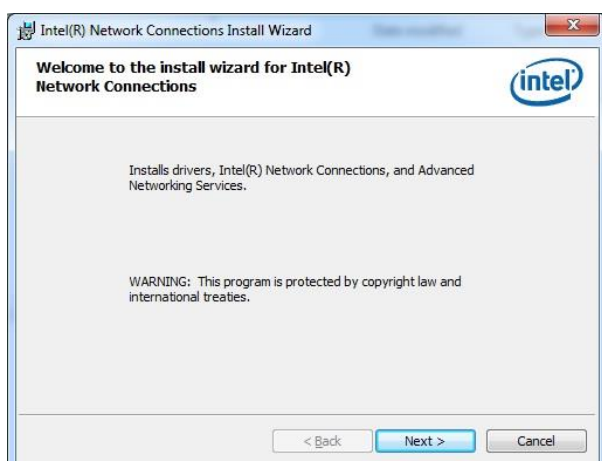 Intel(R) Network Connections Install Wizard
Welcome to the install wizard for Intel(R)
Network Connections
intel
Installs drivers, Intel(R) Network Connections, and Advanced
Networking Services.
WARNING: This program is protected by copyright law and
international treaties.
< Back
Next >
Cancel